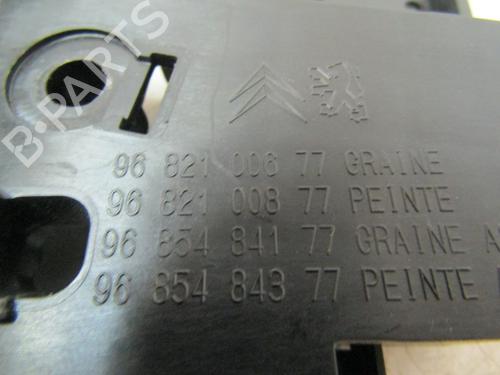 B-PARTS
96 821 006 77 GRAINE
96 821 008 77 PEINTE
96 854 841 77 GRAINE
96 854 843 77 PEINTE